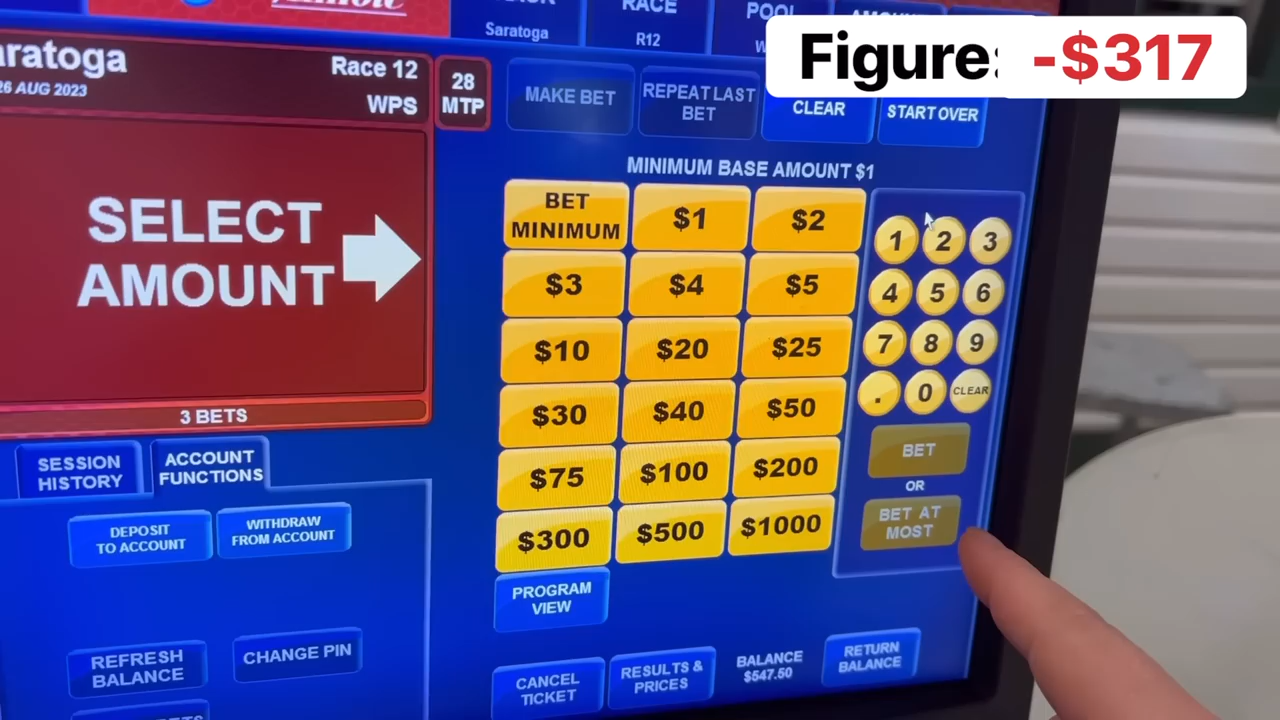 RACE
POOL
Saratoga
R12
Figure: -$317
aratoga
26 AUG 2023
Race 12
WPS
28
MTP
MAKE BET
REPEAT LAST
BET
CLEAR
START OVER
MINIMUM BASE AMOUNT $1
SELECT
AMOUNT
3 BETS
BET
MINIMUM
$1
$2
$3
$4
$5
$10
$20
$25
$30
$40
$50
$75
$100
$200
$300
$500
$1000
1
2
3
4
5
6
7
8
9
.
0
CLEAR
BET
OR
BET AT
MOST
SESSION
HISTORY
ACCOUNT
FUNCTIONS
DEPOSIT
TO ACCOUNT
WITHDRAW
FROM ACCOUNT
REFRESH
BALANCE
CHANGE PIN
PROGRAM
VIEW
CANCEL
TICKET
RESULTS &
PRICES
BALANCE
$547.50
RETURN
BALANCE